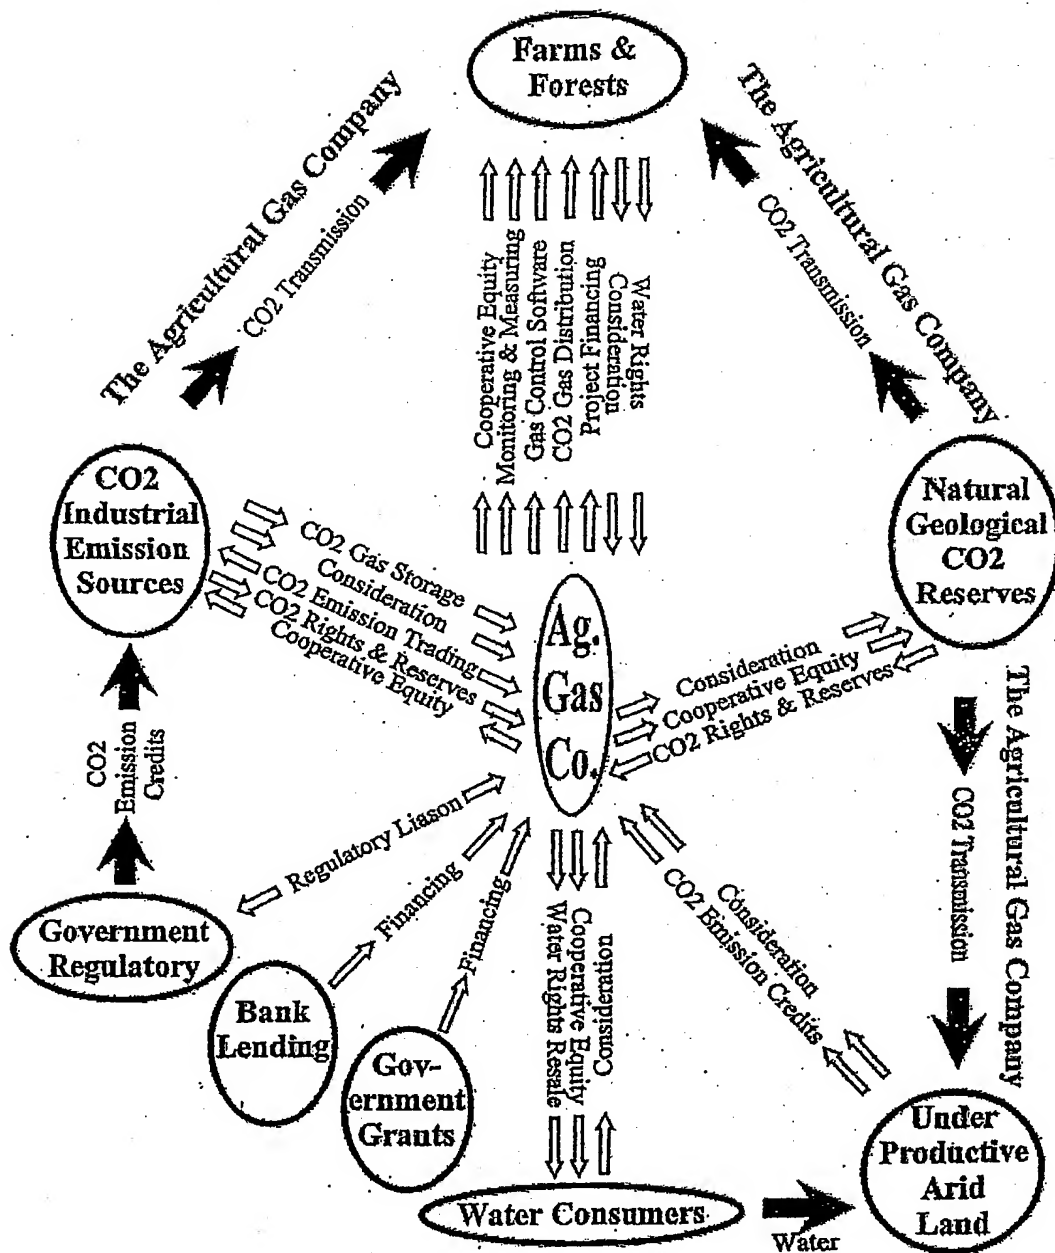 Farms &
Forests
The Agricultural Gas Company
CO2 Transmission
The Agricultural Gas Company
CO2 Transmission
Cooperative Equity
Monitoring & Measuring
Gas Control Software
CO2 Gas Distribution
Project Financing
Consideration
Water Rights
CO2
Industrial
Emission
Sources
Natural
Geological
CO2
Reserves
CO2 Gas Storage
Consideration
CO2 Emission Trading
CO2 Rights & Reserves
Cooperative Equity
Ag.
Gas
Co.
Consideration
Cooperative Equity
CO2 Rights & Reserves
CO2
Emission
Credits
The Agricultural Gas Company
CO2 Transmission
Regulatory Liason
Financing
Financing
Government
Regulatory
Bank
Lending
Gov-
ernment
Grants
Water Rights Resale
Cooperative Equity
Consideration
Consideration
CO2 Emission Credits
Under
Productive
Arid
Land
Water Consumers
Water